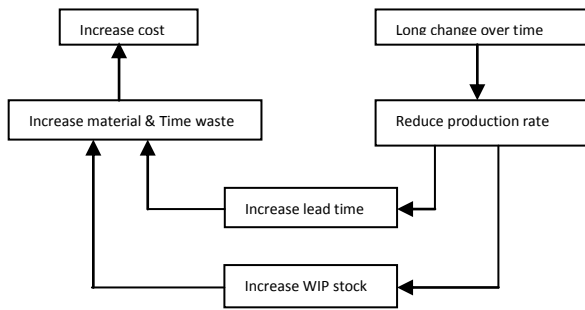 Increase cost
Long change over time
Increase material & Time waste
Reduce production rate
Increase lead time
Increase WIP stock